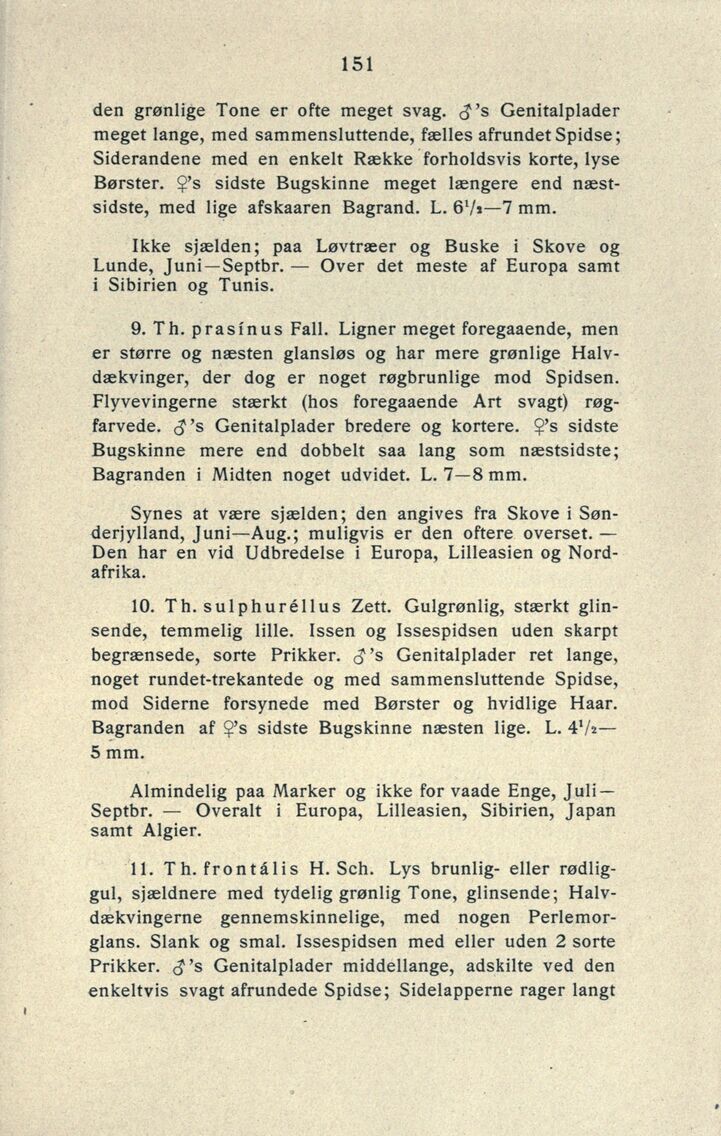 151
den grønlige Tone er ofte meget svag. ♂'s Genitalplader
meget lange, med sammensluttende, fælles afrundet Spidse;
Siderandene med en enkelt Række forholdsvis korte, lyse
Børster. ♀'s sidste Bugskinne meget længere end næst-
sidste, med lige afskaaren Bagrand. L. 6¹/₂—7 mm.
Ikke sjælden; paa Løvtræer og Buske i Skove og
Lunde, Juni—Septbr. — Over det meste af Europa samt
i Sibirien og Tunis.
9. Th. prasínus Fall. Ligner meget foregaaende, men
er større og næsten glansløs og har mere grønlige Halv-
dækvinger, der dog er noget røgbrunlige mod Spidsen.
Flyvevingerne stærkt (hos foregaaende Art svagt) røg-
farvede. ♂'s Genitalplader bredere og kortere. ♀'s sidste
Bugskinne mere end dobbelt saa lang som næstsidste;
Bagranden i Midten noget udvidet. L. 7—8 mm.
Synes at være sjælden; den angives fra Skove i Søn-
derjylland, Juni—Aug.; muligvis er den oftere overset. —
Den har en vid Udbredelse i Europa, Lilleasien og Nord-
afrika.
10. Th. sulphuréllus Zett. Gulgrønlig, stærkt glin-
sende, temmelig lille. Issen og Issespidsen uden skarpt
begrænsede, sorte Prikker. ♂'s Genitalplader ret lange,
noget rundet-trekantede og med sammensluttende Spidse,
mod Siderne forsynede med Børster og hvidlige Haar.
Bagranden af ♀'s sidste Bugskinne næsten lige. L. 4¹/₂—
5 mm.
Almindelig paa Marker og ikke for vaade Enge, Juli—
Septbr. — Overalt i Europa, Lilleasien, Sibirien, Japan
samt Algier.
11. Th. frontális H. Sch. Lys brunlig- eller rødlig-
gul, sjældnere med tydelig grønlig Tone, glinsende; Halv-
dækvingerne gennemskinnelige, med nogen Perlemor-
glans. Slank og smal. Issespidsen med eller uden 2 sorte
Prikker. ♂'s Genitalplader middellange, adskilte ved den
enkeltvis svagt afrundede Spidse; Sidelapperne rager langt